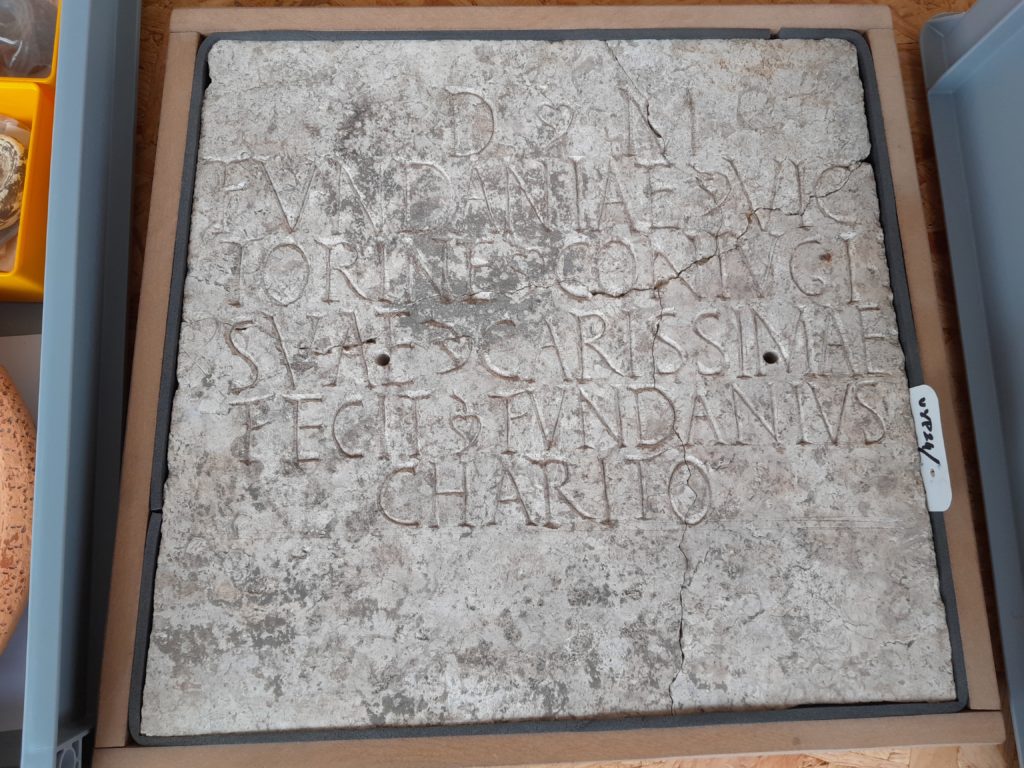 D ❦ M
FVNDANIAE ❦ VIC
TORINE ❦ CONIVGI
SVAE ❦ CARISSIMAE
FECIT ❦ FVNDANIVS
CHARITO